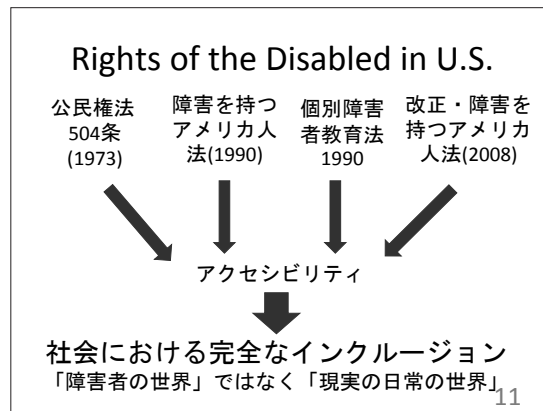 Rights of the Disabled in U.S.
公民権法
504条
(1973)
障害を持つ
アメリカ人
法(1990)
個別障害
者教育法
1990
改正・障害を
持つアメリカ
人法(2008)
アクセシビリティ
社会における完全なインクルージョン
「障害者の世界」ではなく「現実の日常の世界」
11